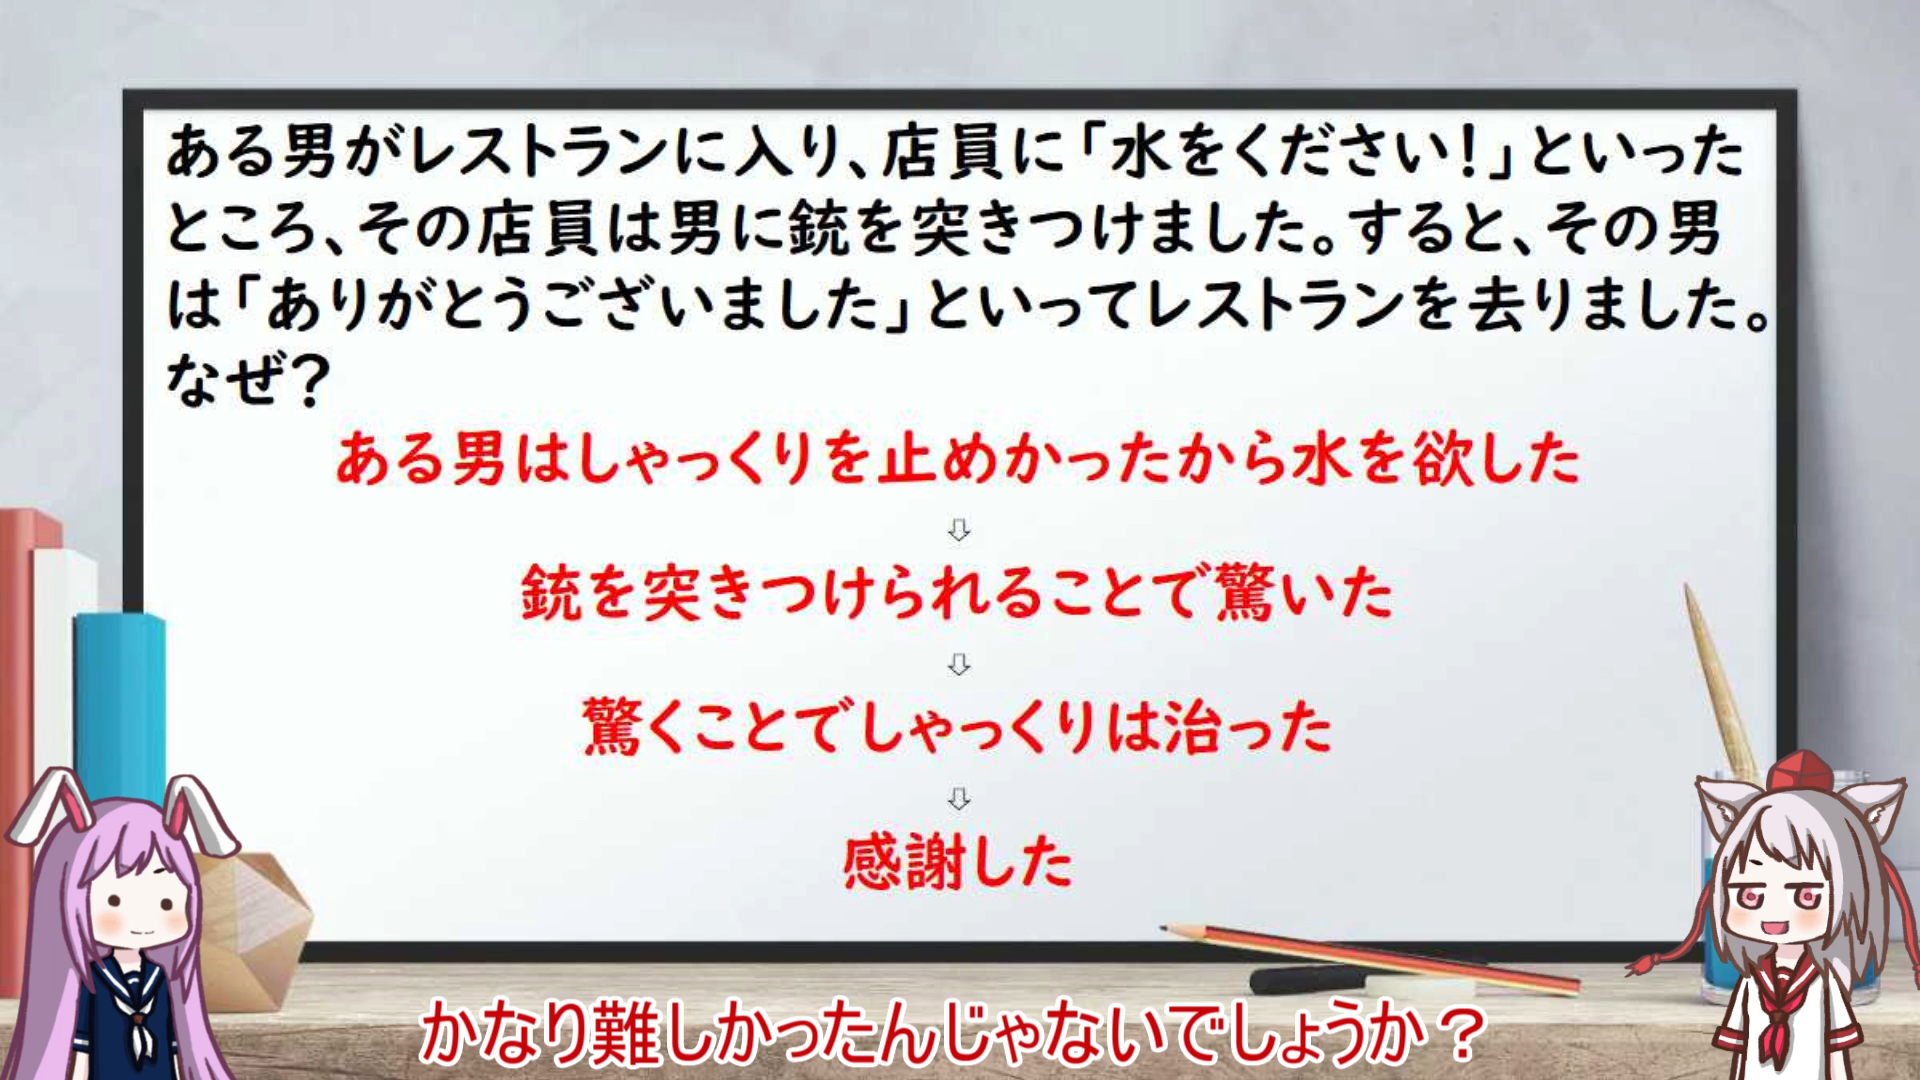 ある男がレストランに入り、店員に「水をください!」といった
ところ、その店員は男に銃を突きつけました。すると、その男
は「ありがとうございました」といってレストランを去りました。
なぜ?
ある男はしゃっくりを止めかったから水を欲した
⇩
銃を突きつけられることで驚いた
⇩
驚くことでしゃっくりは治った
⇩
感謝した
かなり難しかったんじゃないでしょうか？